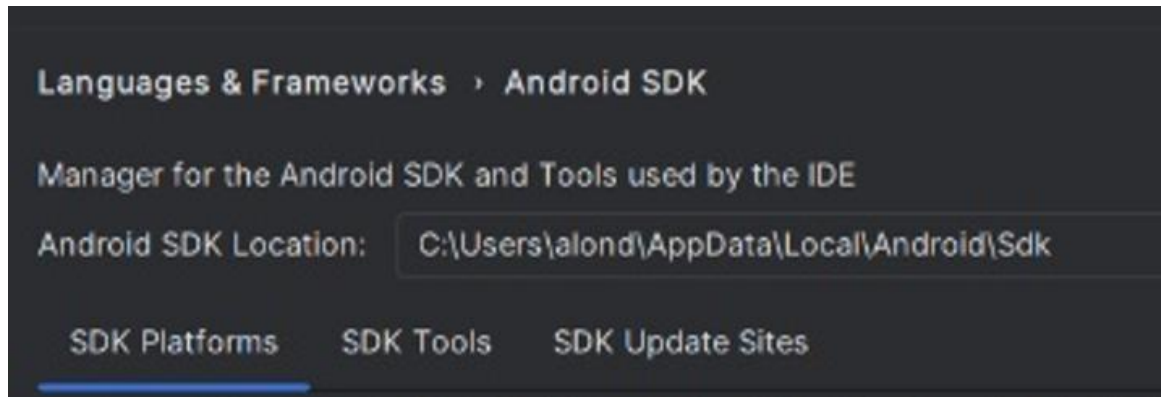 Languages & Frameworks › Android SDK
Manager for the Android SDK and Tools used by the IDE
Android SDK Location: C:\Users\alond\AppData\Local\Android\Sdk
SDK Platforms SDK Tools SDK Update Sites